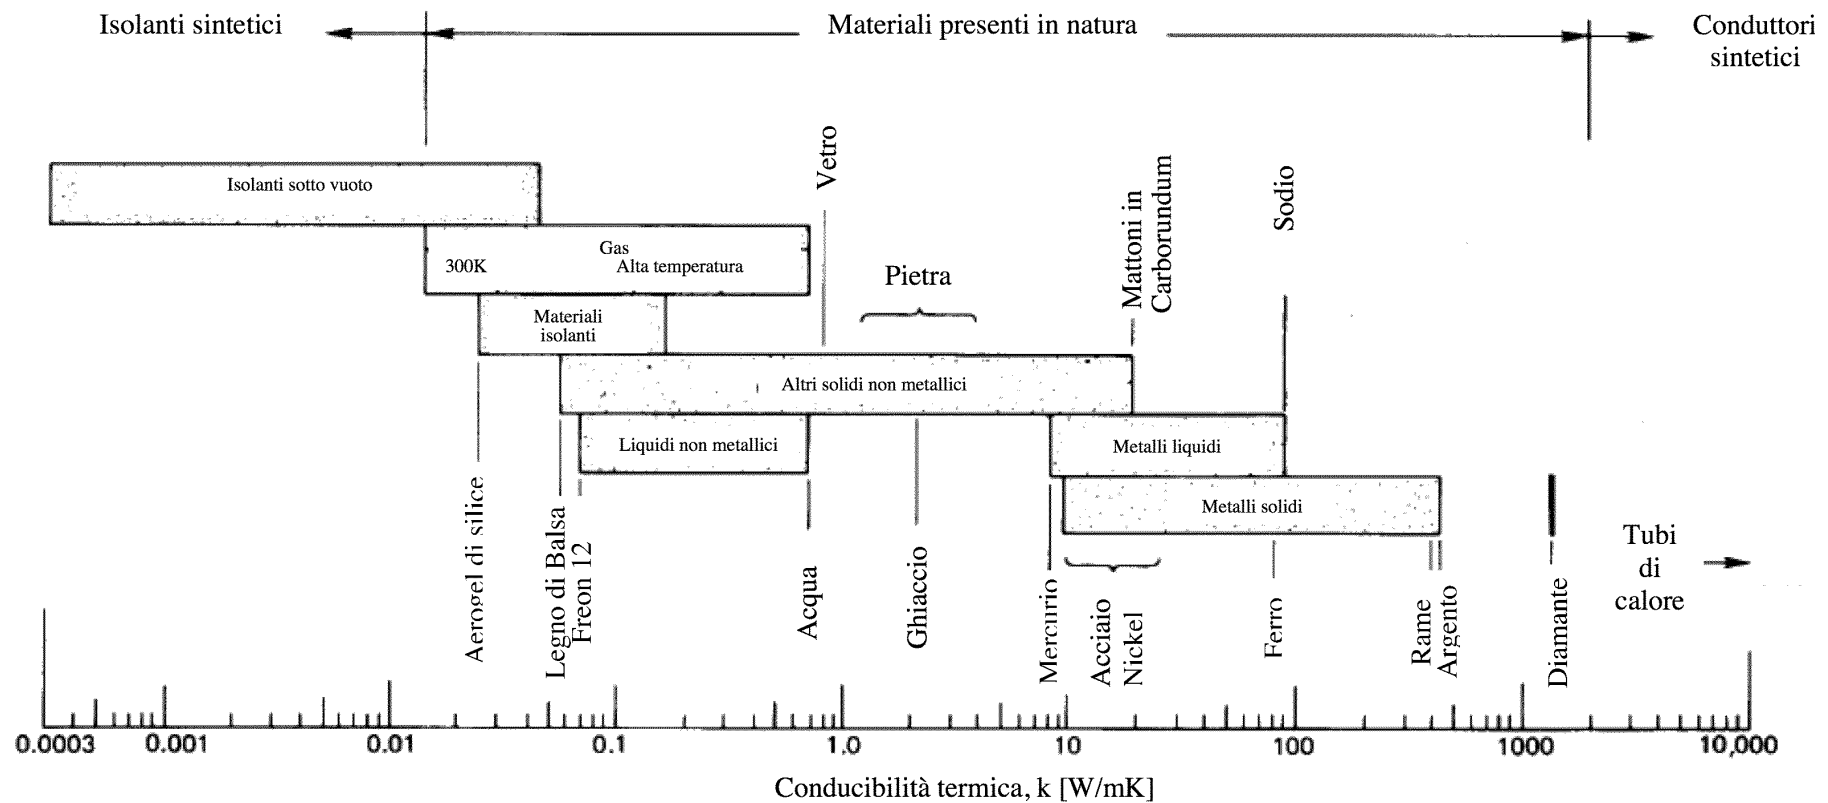 Isolanti sintetici
Materiali presenti in natura
Conduttori
sintetici
Isolanti sotto vuoto
Vetro
Gas
300K
Alta temperatura
Pietra
Mattoni in
Carborundum
Sodio
Materiali
isolanti
Altri solidi non metallici
Liquidi non metallici
Metalli liquidi
Metalli solidi
Aerogel di silice
Legno di Balsa
Freon 12
Acqua
Ghiaccio
Mercurio
Acciaio
Nickel
Ferro
Rame
Argento
Diamante
Tubi
di
calore
0.0003
0.001
0.01
0.1
1.0
10
100
1000
10,000
Conducibilità termica, k [W/mK]